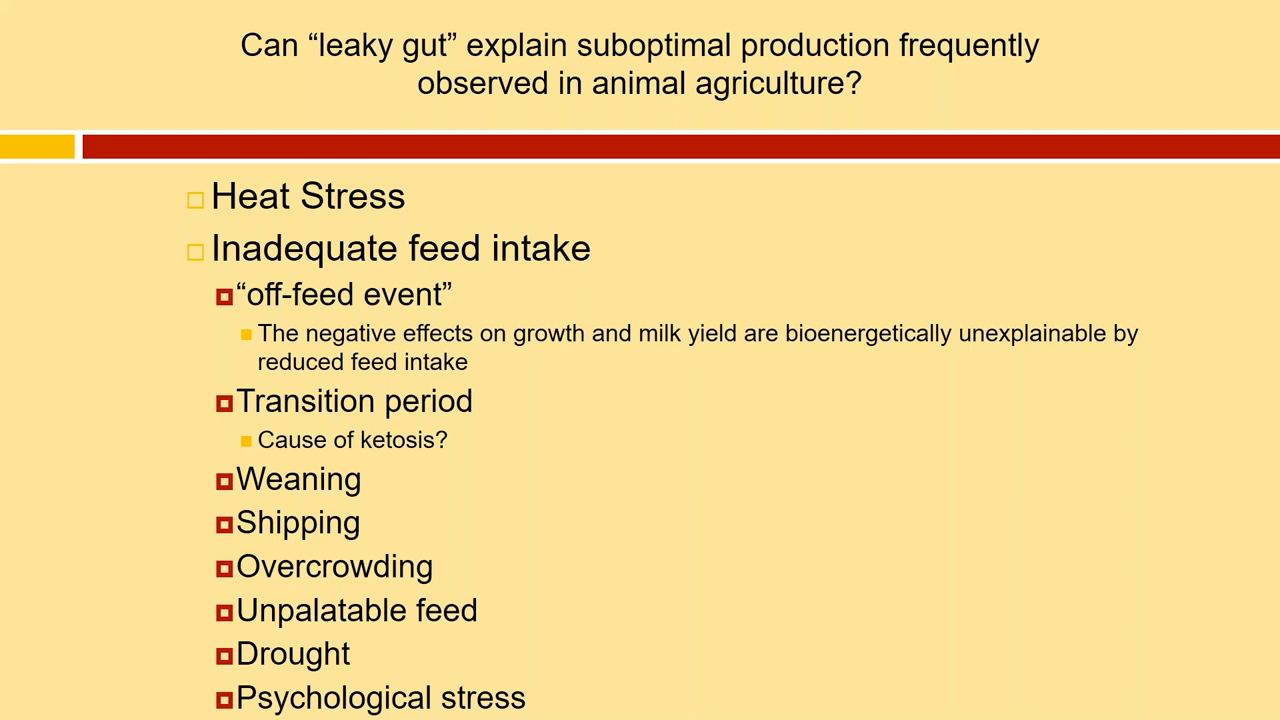 Can “leaky gut” explain suboptimal production frequently
observed in animal agriculture?
Heat Stress
Inadequate feed intake
“off-feed event”
The negative effects on growth and milk yield are bioenergetically unexplainable by
reduced feed intake
Transition period
Cause of ketosis?
Weaning
Shipping
Overcrowding
Unpalatable feed
Drought
Psychological stress